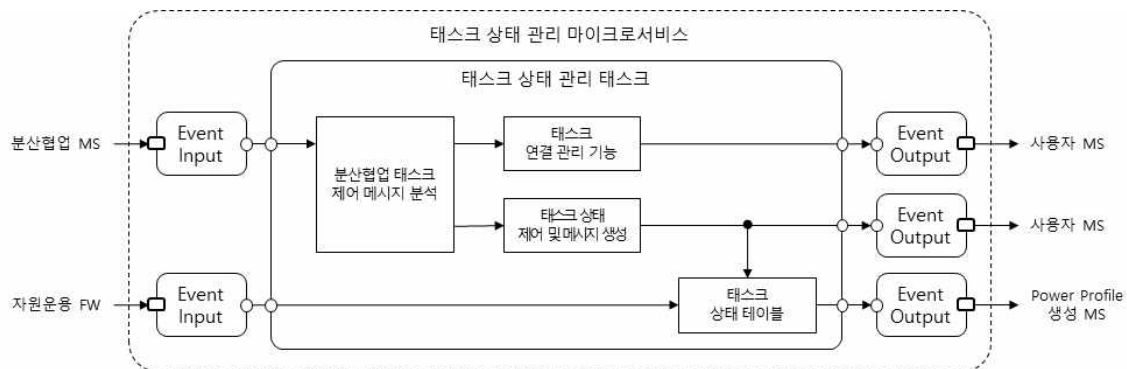 태스크 상태 관리 마이크로서비스
태스크 상태 관리 태스크
분산협업 MS
Event
Input
분산협업 태스크
제어 메시지 분석
태스크
연결 관리 기능
Event
Output
사용자 MS
태스크 상태
제어 및 메시지 생성
Event
Output
사용자 MS
자원운용 FW
Event
Input
태스크
상태 테이블
Event
Output
Power Profile
생성 MS